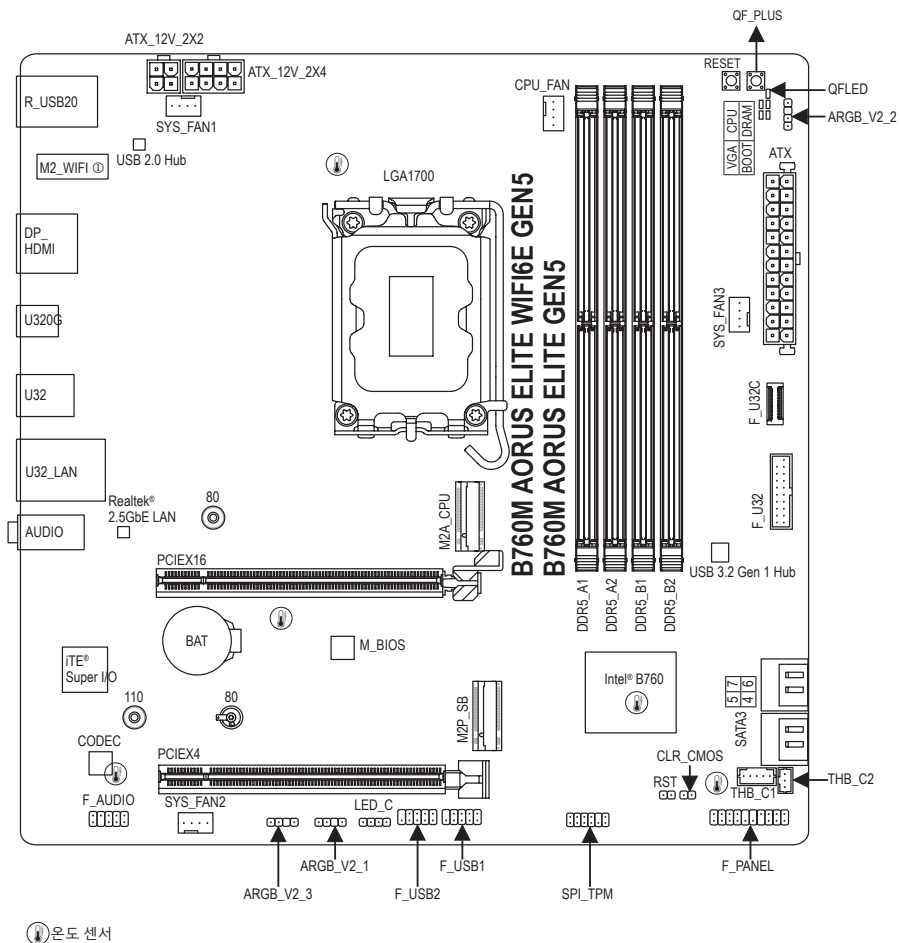 QF_PLUS
ATX_12V_2X2
ATX_12V_2X4
RESET
CPU_FAN
QFLED
R_USB20
ARGB_V2_2
SYS_FAN1
CPU
DRAM
VGA
BOOT
USB 2.0 Hub
M2_WIFI ①
ATX
LGA1700
DP_
HDMI
B760M AORUS ELITE WIFI6E GEN5
B760M AORUS ELITE GEN5
SYS_FAN3
U320G
U32
F_U32C
U32_LAN
F_U32
Realtek®
2.5GbE LAN
80
M2A_CPU
AUDIO
PCIEX16
USB 3.2 Gen 1 Hub
DDR5_A1
DDR5_A2
DDR5_B1
DDR5_B2
BAT
M_BIOS
iTE®
Super I/O
Intel® B760
5 7
4 6
SATA3
110
80
M2P_SB
CODEC
PCIEX4
CLR_CMOS
RST
THB_C1
THB_C2
F_AUDIO
SYS_FAN2
LED_C
ARGB_V2_1
F_USB1
F_PANEL
ARGB_V2_3
F_USB2
SPI_TPM
온도 센서